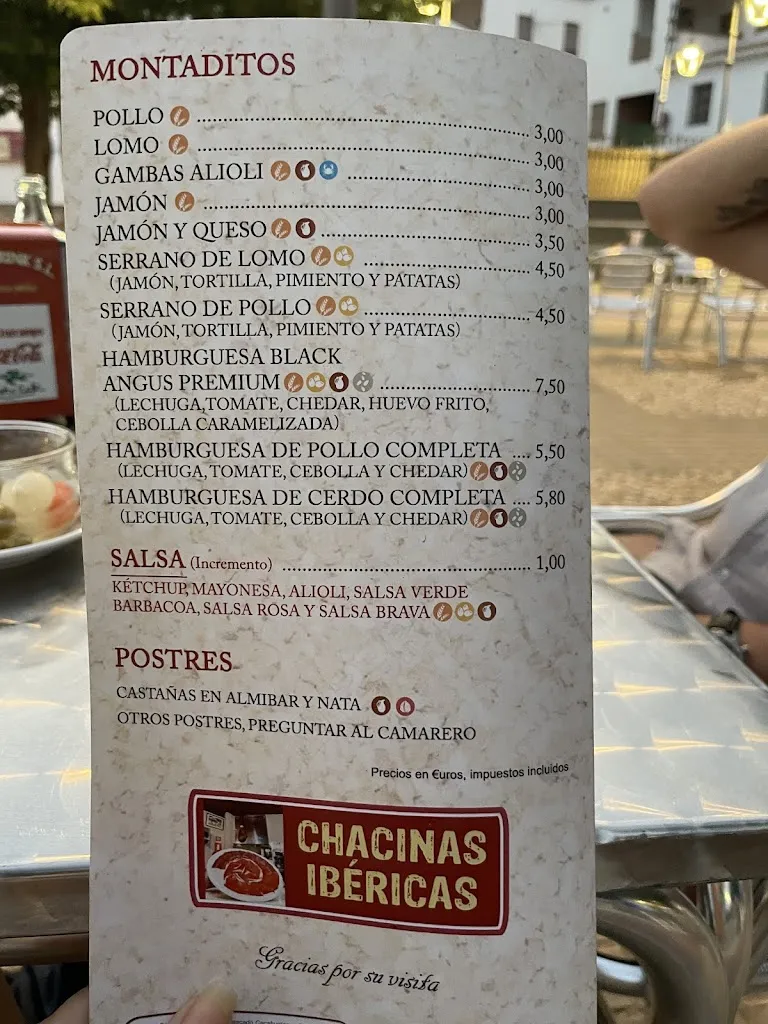 MONTADITOS
POLLO ........ 3,00
LOMO ........ 3,00
GAMBAS ALIOLI ........ 3,00
JAMÓN ........ 3,00
JAMÓN Y QUESO ........ 3,50
SERRANO DE LOMO ........ 4,50
(JAMÓN, TORTILLA, PIMIENTO Y PATATAS)
SERRANO DE POLLO ........ 4,50
(JAMÓN, TORTILLA, PIMIENTO Y PATATAS)
HAMBURGUESA BLACK
ANGUS PREMIUM ........ 7,50
(LECHUGA,TOMATE, CHEDAR, HUEVO FRITO,
CEBOLLA CARAMELIZADA)
HAMBURGUESA DE POLLO COMPLETA .... 5,50
(LECHUGA, TOMATE, CEBOLLA Y CHEDAR)
HAMBURGUESA DE CERDO COMPLETA .... 5,80
(LECHUGA, TOMATE, CEBOLLA Y CHEDAR)
SALSA (Incremento) ........ 1,00
KÉTCHUP, MAYONESA, ALIOLI, SALSA VERDE
BARBACOA, SALSA ROSA Y SALSA BRAVA
POSTRES
CASTAÑAS EN ALMIBAR Y NATA
OTROS POSTRES, PREGUNTAR AL CAMARERO
Precios en €uros, impuestos incluidos
CHACINAS
IBÉRICAS
Gracias por su visita